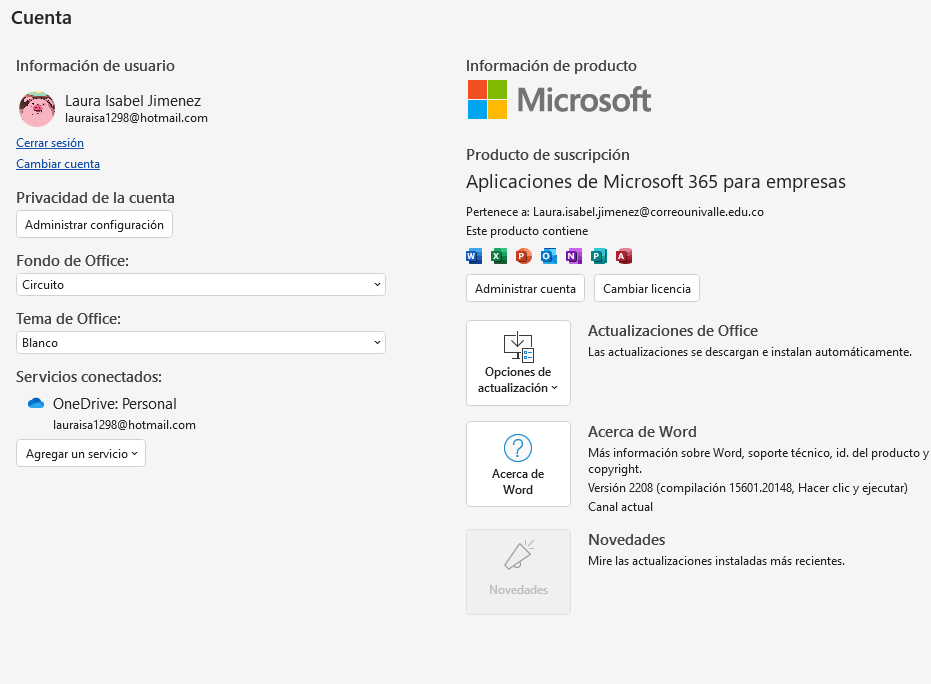 Cuenta
Información de usuario
Laura Isabel Jimenez
lauraisa1298@hotmail.com
Cerrar sesión
Cambiar cuenta
Privacidad de la cuenta
Administrar configuración
Fondo de Office:
Circuito
Tema de Office:
Blanco
Servicios conectados:
OneDrive: Personal
lauraisa1298@hotmail.com
Agregar un servicio
Información de producto
Microsoft
Producto de suscripción
Aplicaciones de Microsoft 365 para empresas
Pertenece a: Laura.isabel.jimenez@correounivalle.edu.co
Este producto contiene
W X P O N P A
Administrar cuenta
Cambiar licencia
Opciones de
actualización
Actualizaciones de Office
Las actualizaciones se descargan e instalan automáticamente.
?
Acerca de
Word
Acerca de Word
Más información sobre Word, soporte técnico, id. del producto y
copyright.
Versión 2208 (compilación 15601.20148, Hacer clic y ejecutar)
Canal actual
Novedades
Novedades
Mire las actualizaciones instaladas más recientes.